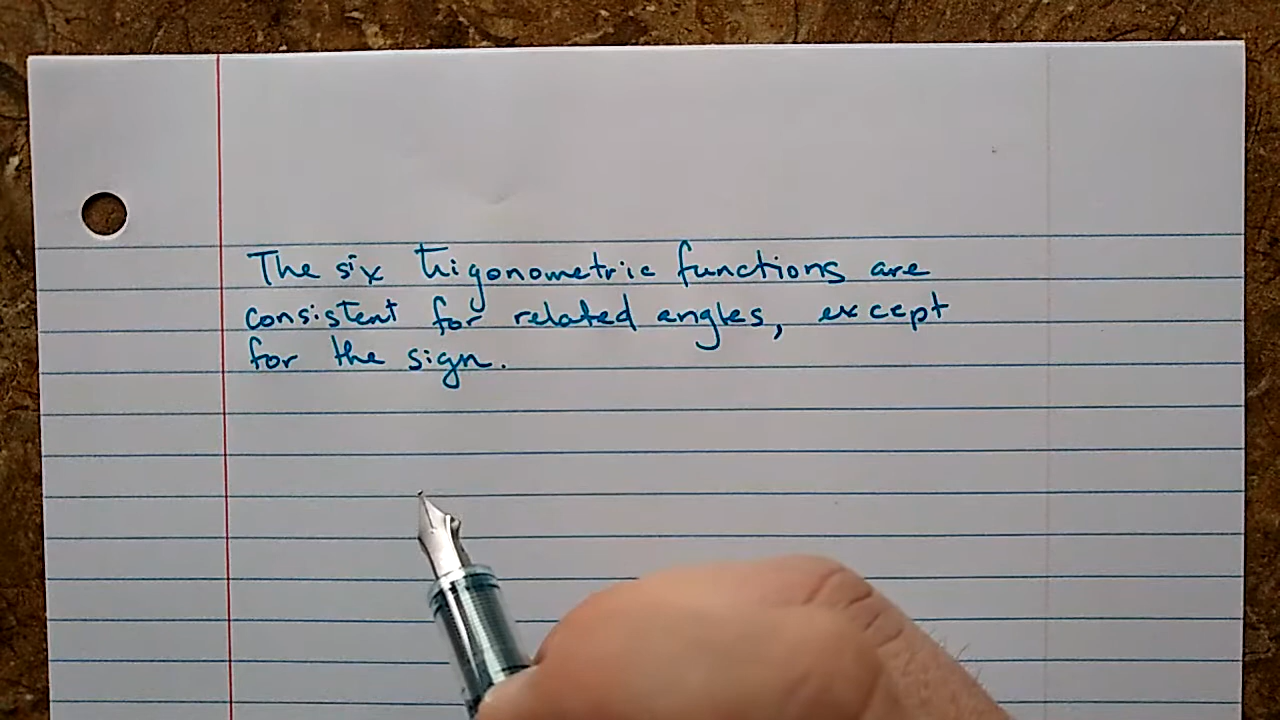 The six trigonometric functions are
consistent for related angles, except
for the sign.